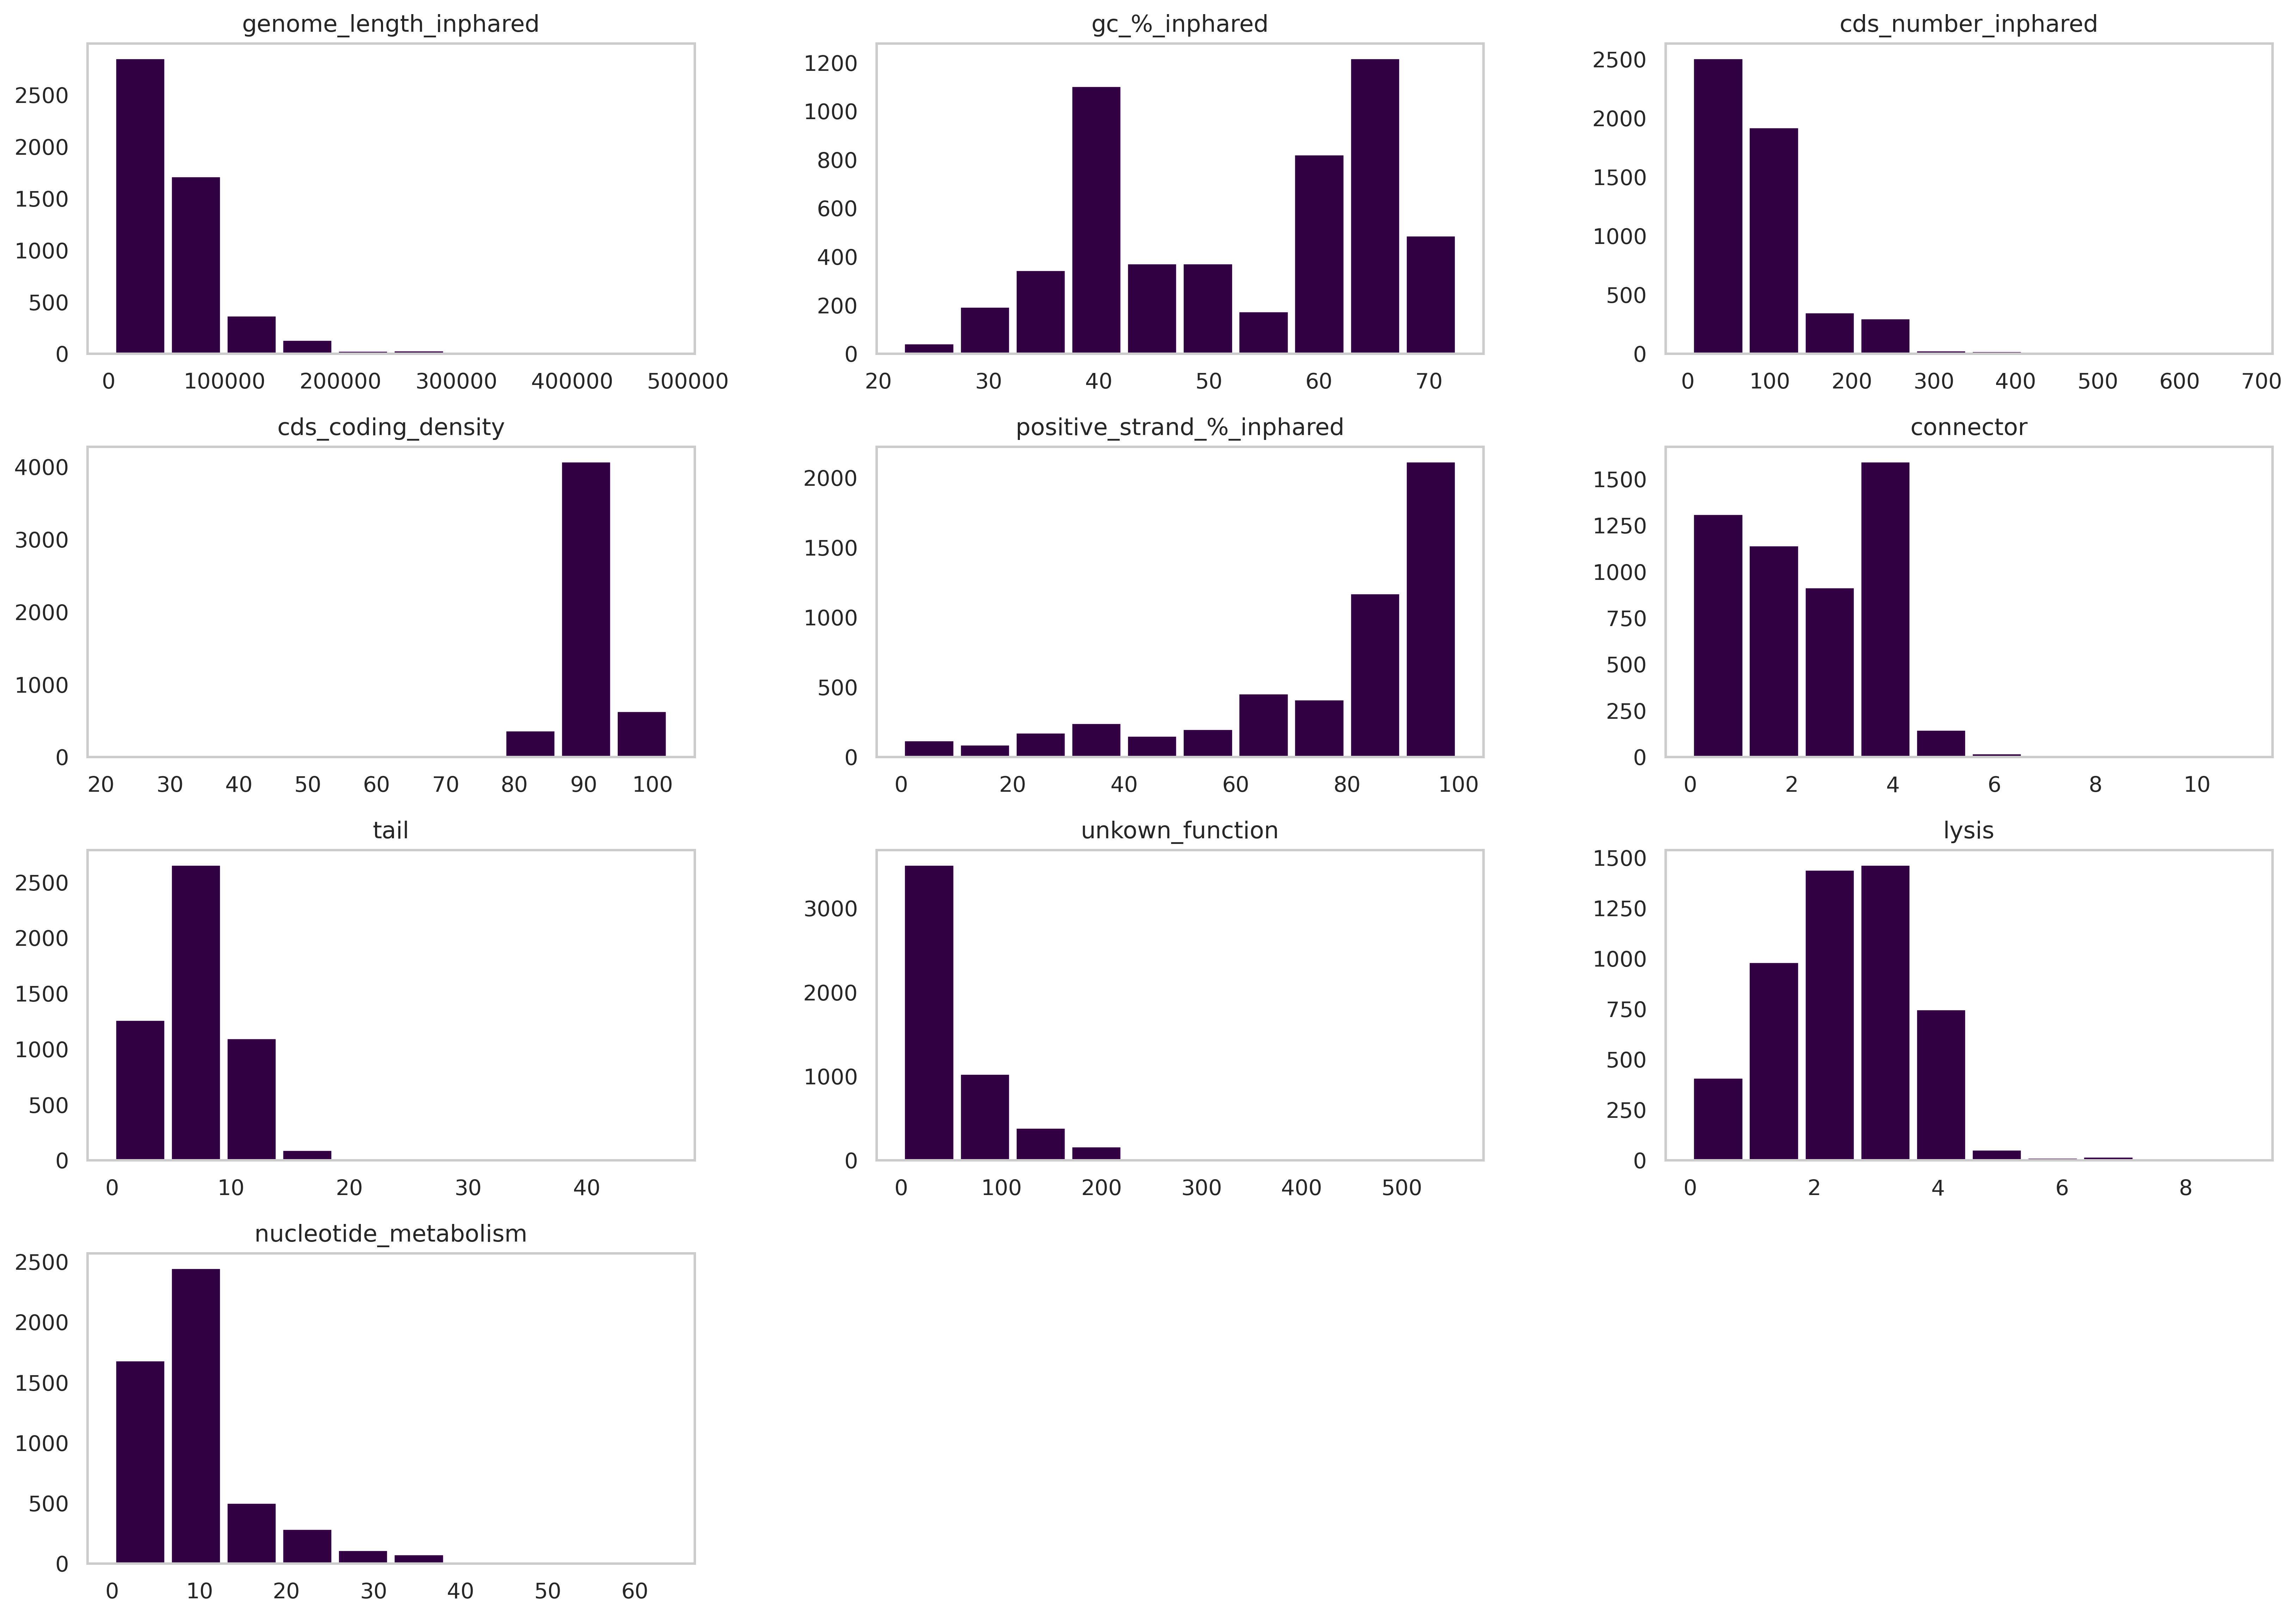 genome_length_inphared
2500
2000
1500
1000
500
0
0 100000 200000 300000 400000 500000
gc_%_inphared
1200
1000
800
600
400
200
0
20 30 40 50 60 70
cds_number_inphared
2500
2000
1500
1000
500
0
0 100 200 300 400 500 600 700
cds_coding_density
4000
3000
2000
1000
0
20 30 40 50 60 70 80 90 100
positive_strand_%_inphared
2000
1500
1000
500
0
0 20 40 60 80 100
connector
1500
1250
1000
750
500
250
0
0 2 4 6 8 10
tail
2500
2000
1500
1000
500
0
0 10 20 30 40
unkown_function
3000
2000
1000
0
0 100 200 300 400 500
lysis
1500
1250
1000
750
500
250
0
0 2 4 6 8
nucleotide_metabolism
2500
2000
1500
1000
500
0
0 10 20 30 40 50 60